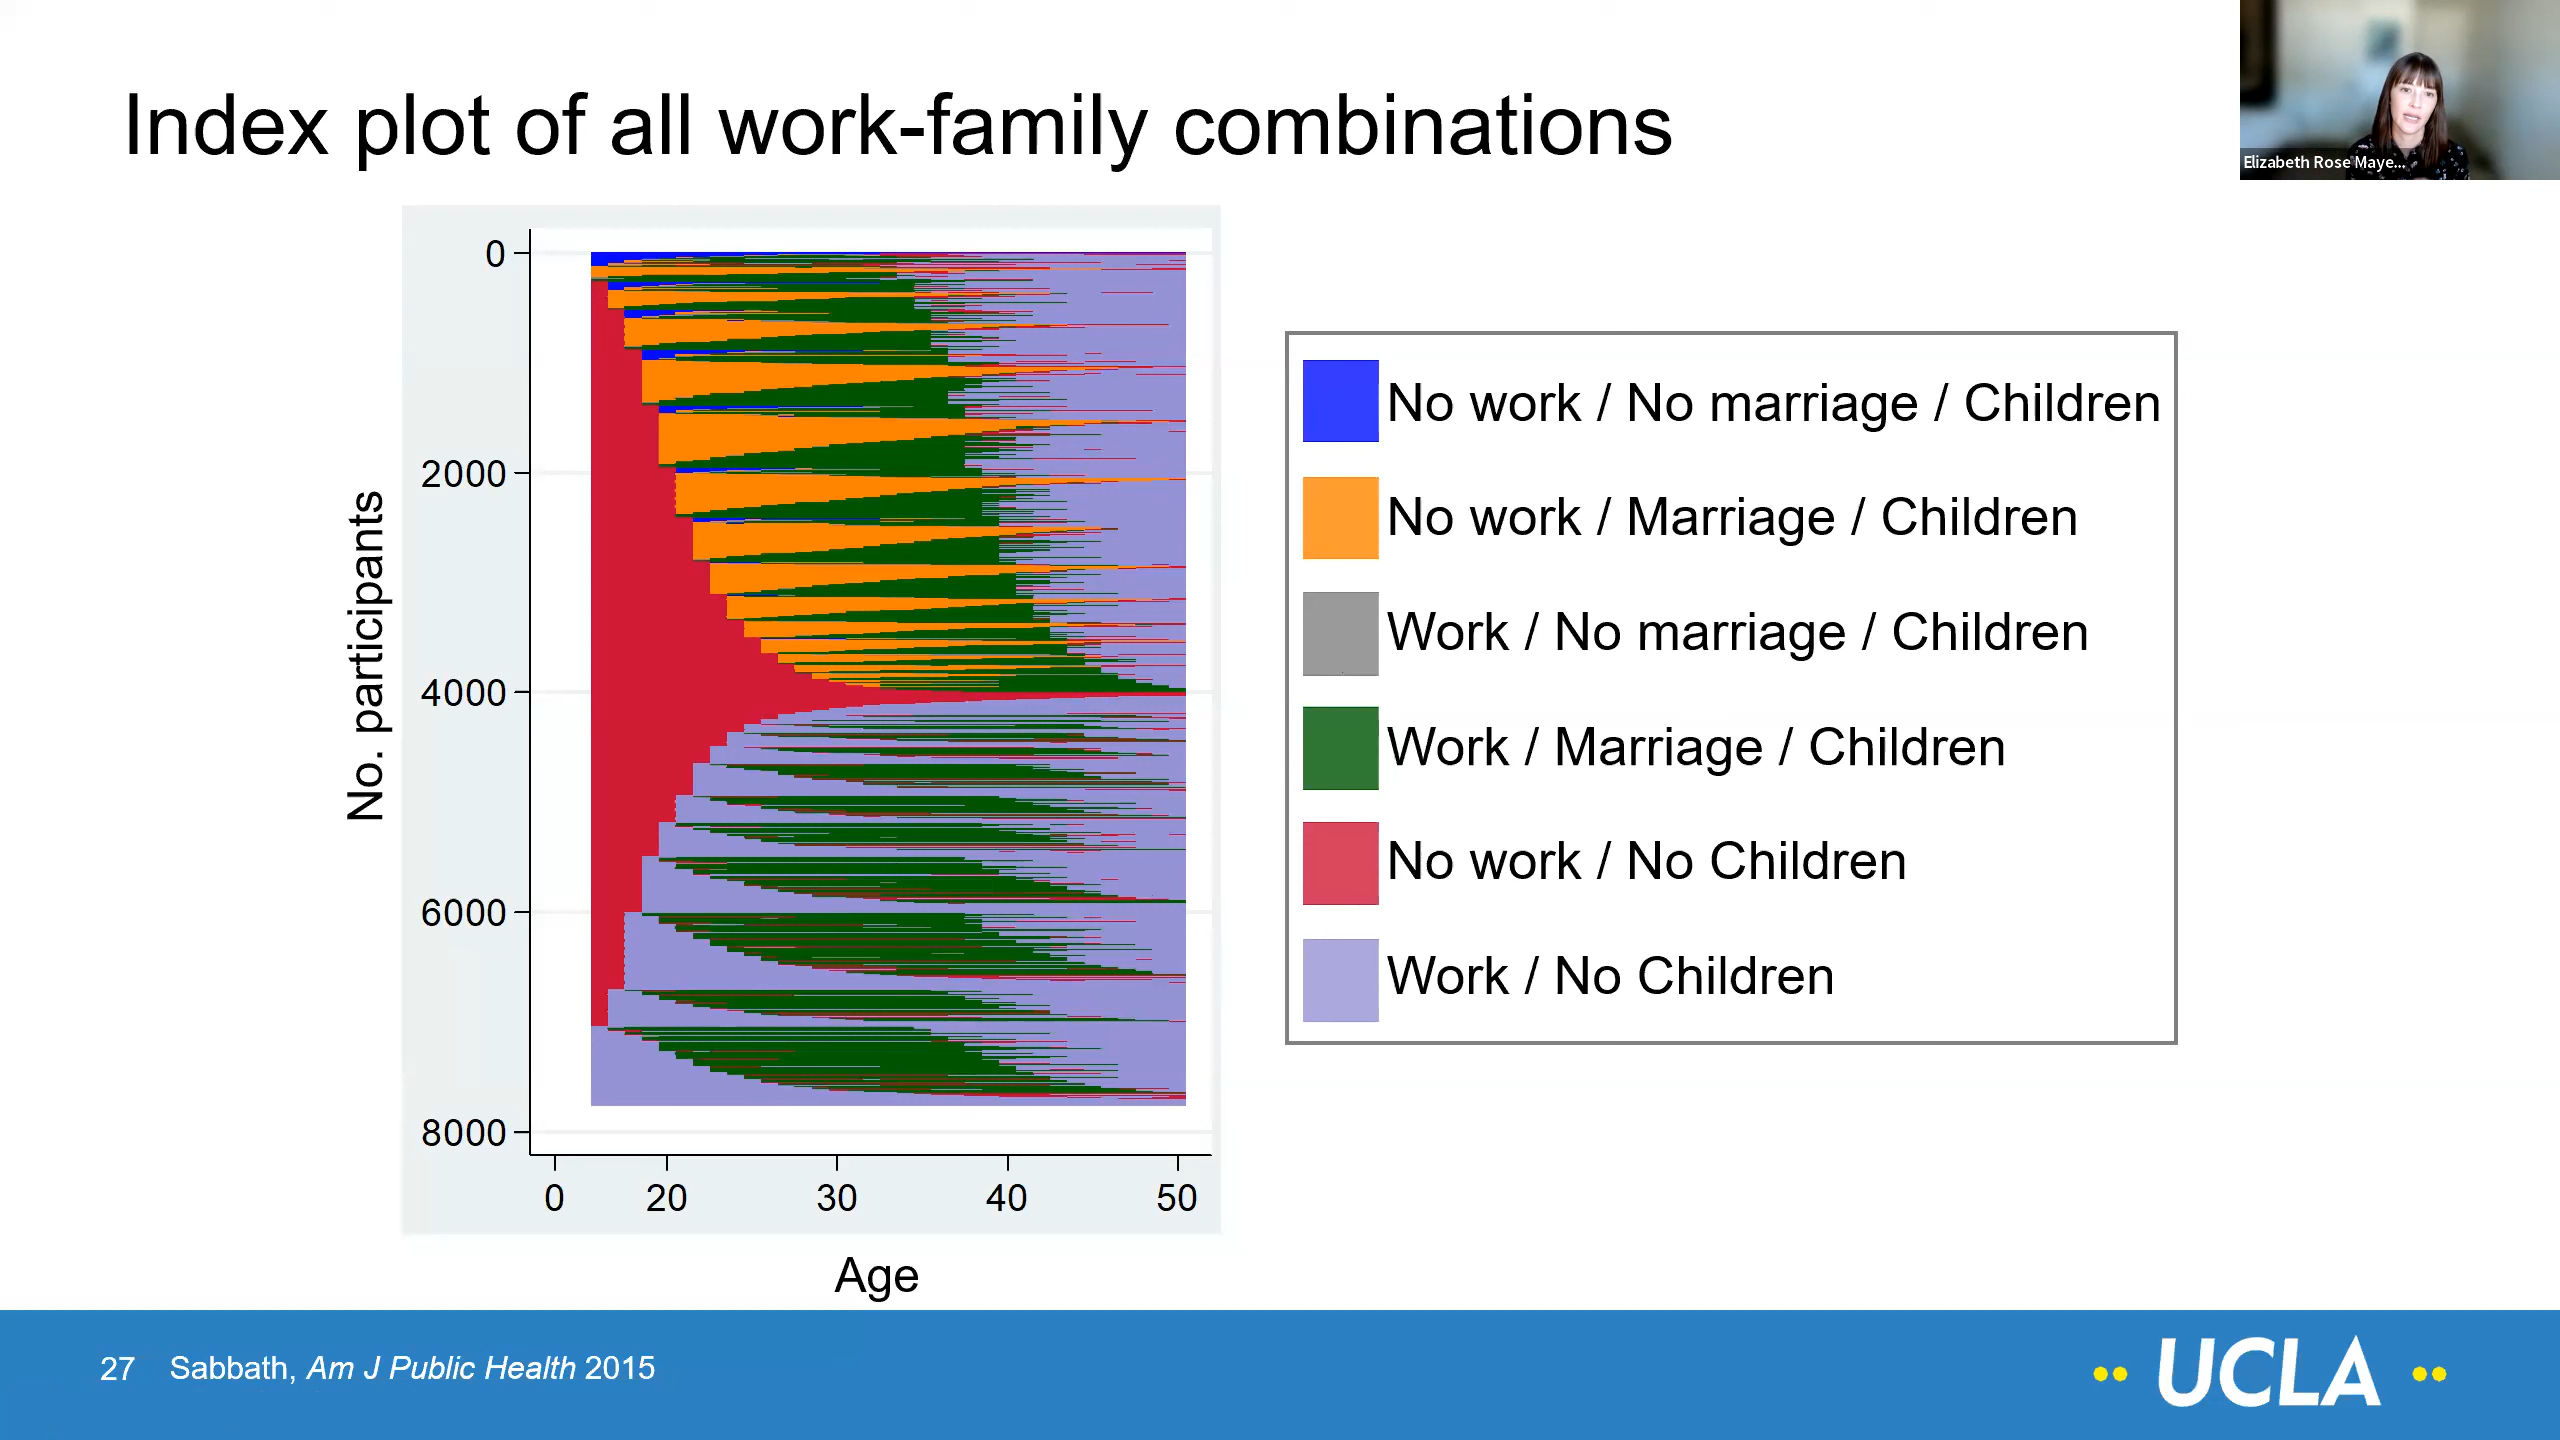 Index plot of all work-family combinations
Elizabeth Rose Maye...
No. participants
0
2000
4000
6000
8000
0 20 30 40 50
Age
No work / No marriage / Children
No work / Marriage / Children
Work / No marriage / Children
Work / Marriage / Children
No work / No Children
Work / No Children
27 Sabbath, Am J Public Health 2015
UCLA